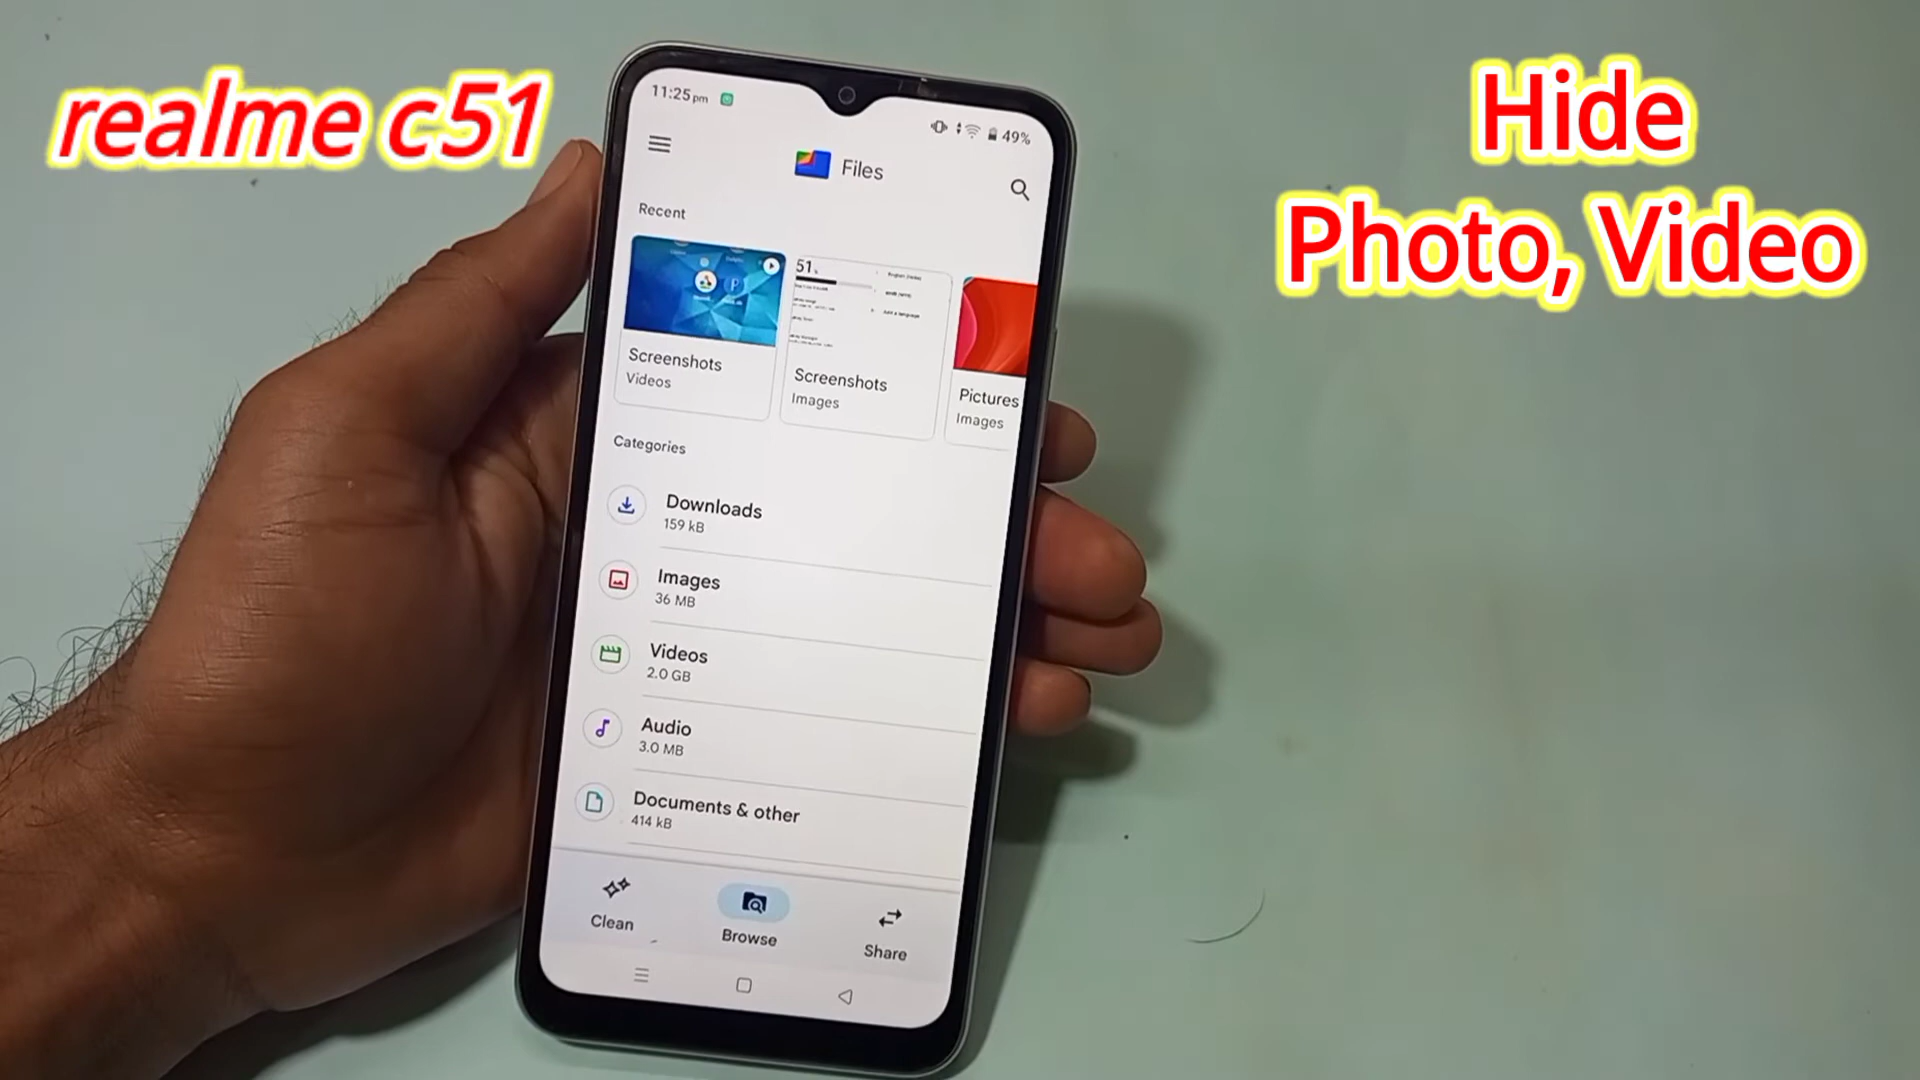 realme c51
Hide
Photo, Video
11:25 pm
49%
Files
Recent
51
Screenshots
Videos
Screenshots
Images
Pictures
Images
Categories
Downloads
159 kB
Images
36 MB
Videos
2.0 GB
Audio
3.0 MB
Documents & other
414 kB
Clean
Browse
Share